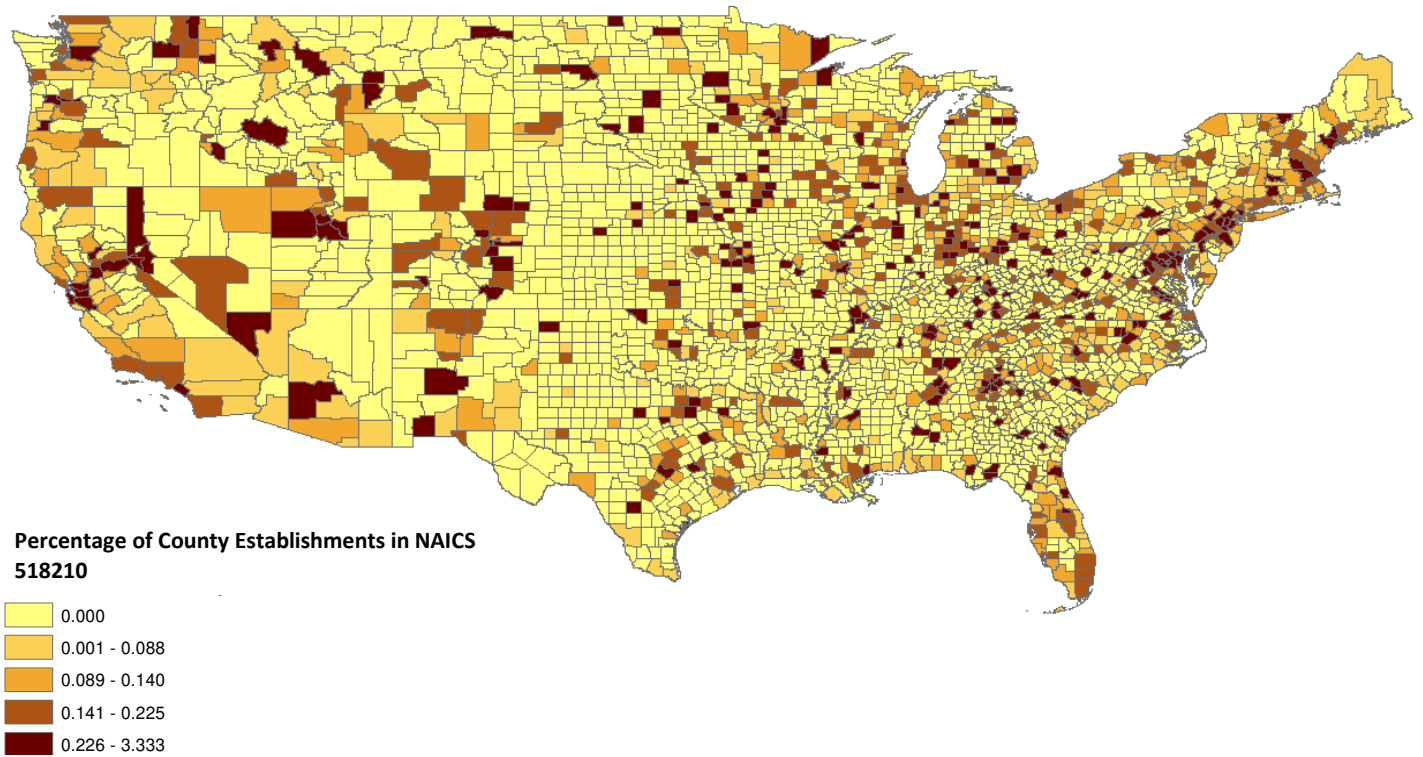 Percentage of County Establishments in NAICS
518210
0.000
0.001 - 0.088
0.089 - 0.140
0.141 - 0.225
0.226 - 3.333